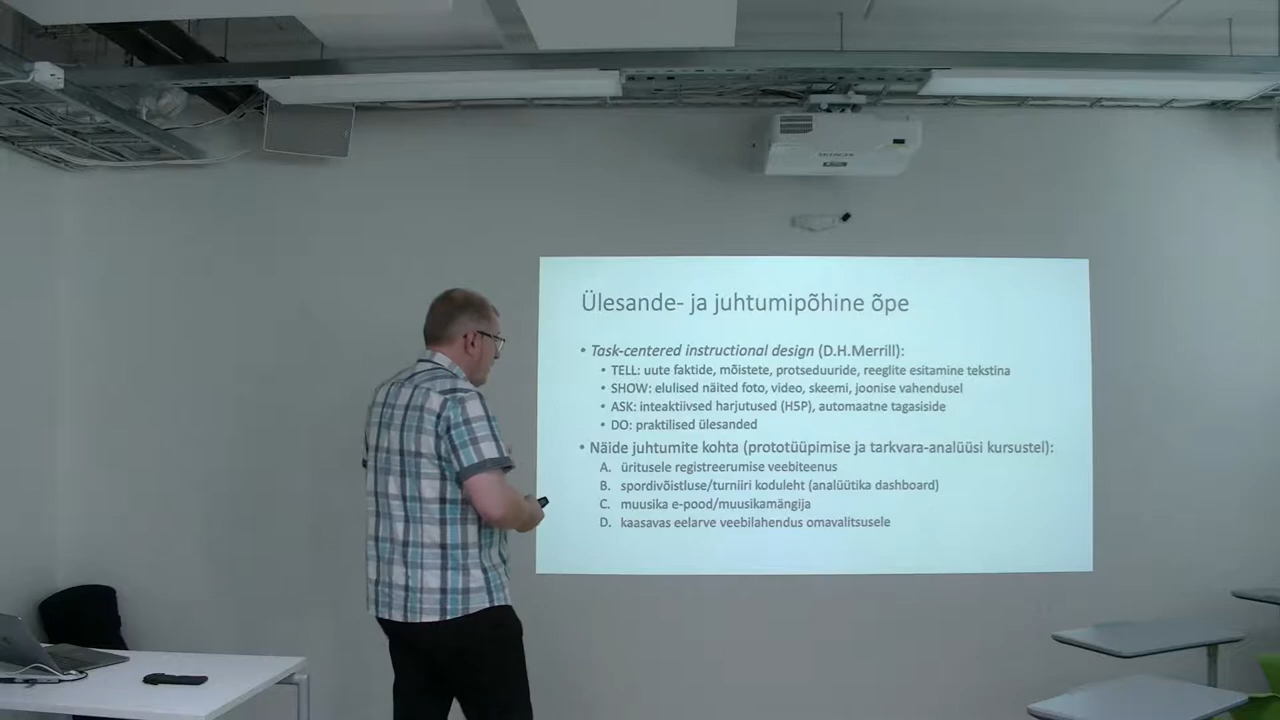 Ülesande- ja juhtumipõhine õpe
• Task-centered instructional design (D.H.Merrill):
• TELL: uute faktide, mõistete, protseduuride, reeglite esitamine tekstina
• SHOW: elulised näited foto, video, skeemi, joonise vahendusel
• ASK: inteaktiivsed harjutused (H5P), automaatne tagasiside
• DO: praktilised ülesanded
• Näide juhtumite kohta (prototüüpimise ja tarkvara-analüüsi kursustel):
A. üritusele registreerumise veebiteenus
B. spordivõistluse/turniiri koduleht (analüütika dashboard)
C. muusika e-pood/muusikamängija
D. kaasavas eelarve veebilahendus omavalitsusele